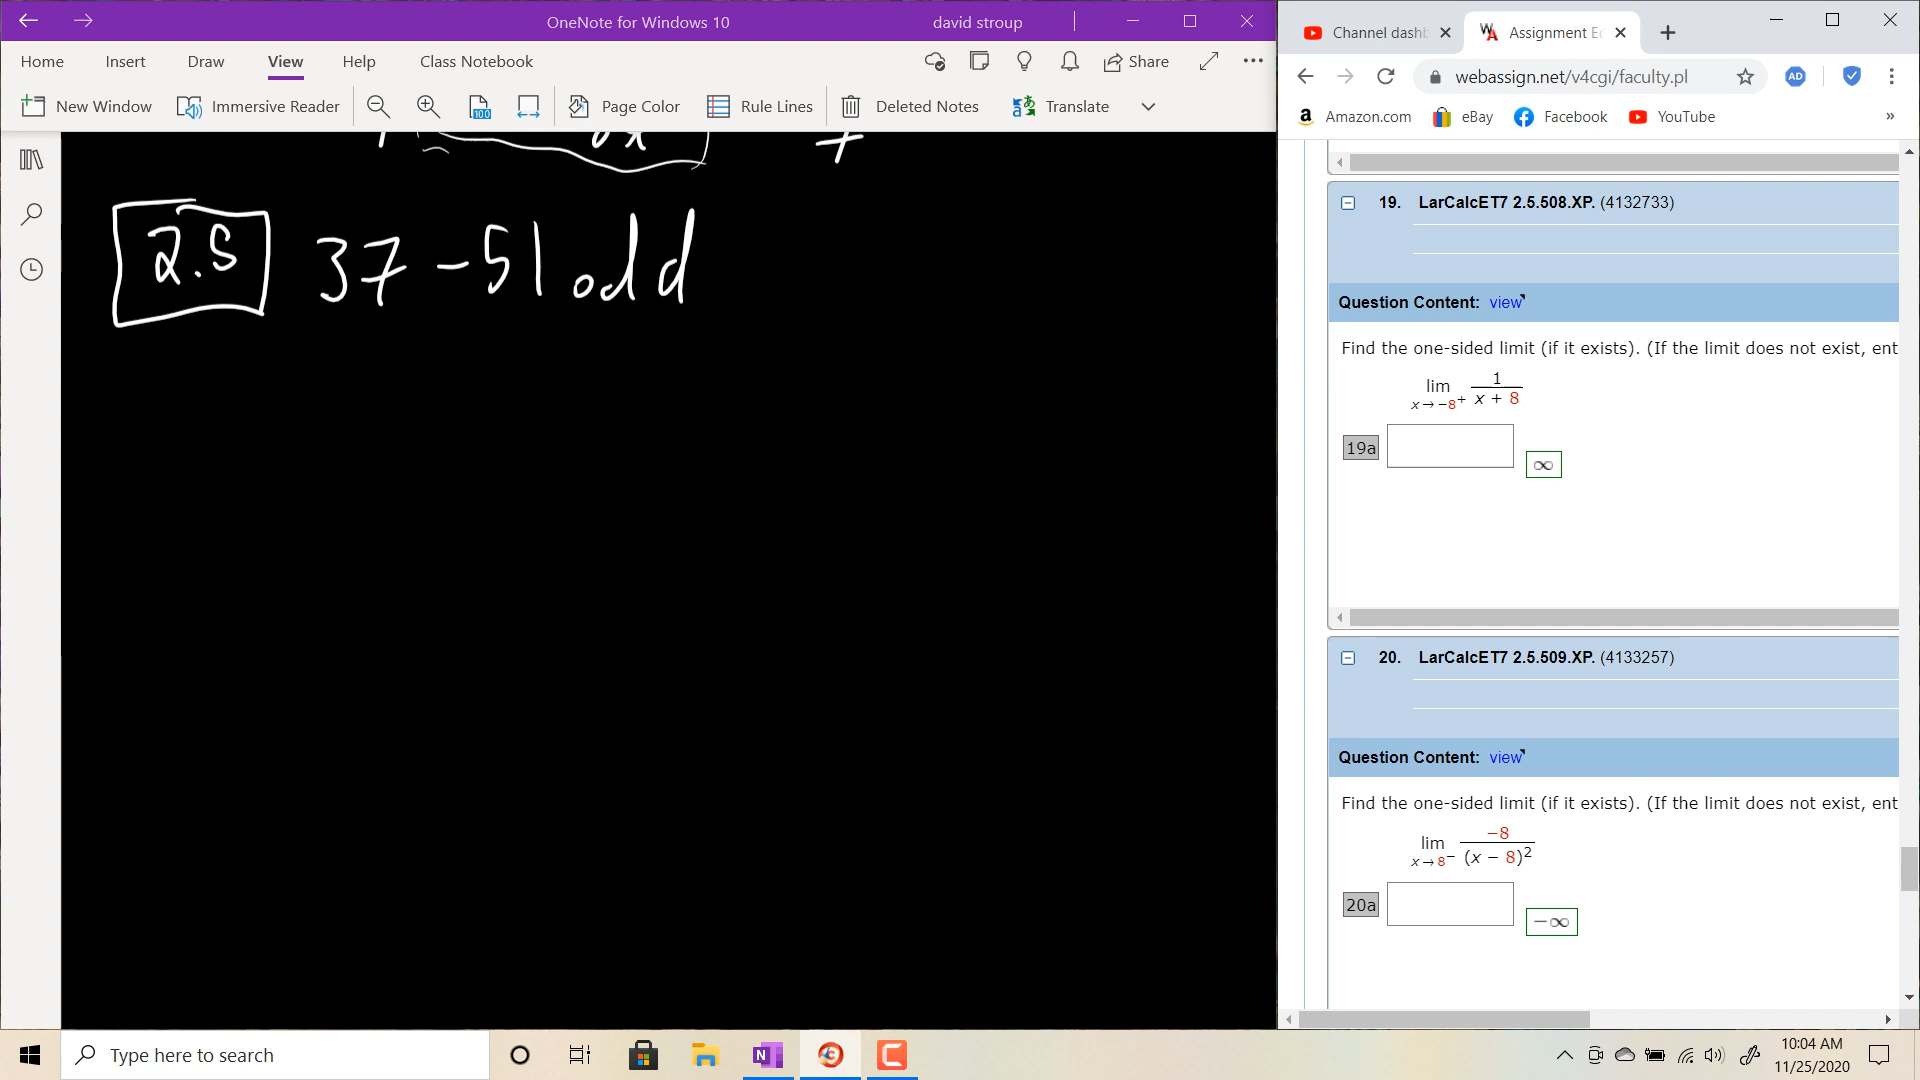 OneNote for Windows 10
david stroup
Home Insert Draw View Help Class Notebook
Share
New Window Immersive Reader 100 Page Color Rule Lines Deleted Notes Translate
2.5 37-51 odd
Channel dashb
Assignment Ec
webassign.net/v4cgi/faculty.pl
AD
Amazon.com eBay Facebook YouTube »
19. LarCalcET7 2.5.508.XP. (4132733)
Question Content: view
Find the one-sided limit (if it exists). (If the limit does not exist, ent
lim x→−8⁺ 1/(x + 8)
19a
∞
20. LarCalcET7 2.5.509.XP. (4133257)
Question Content: view
Find the one-sided limit (if it exists). (If the limit does not exist, ent
lim x→8⁻ −8/(x − 8)²
20a
−∞
Type here to search
10:04 AM
11/25/2020